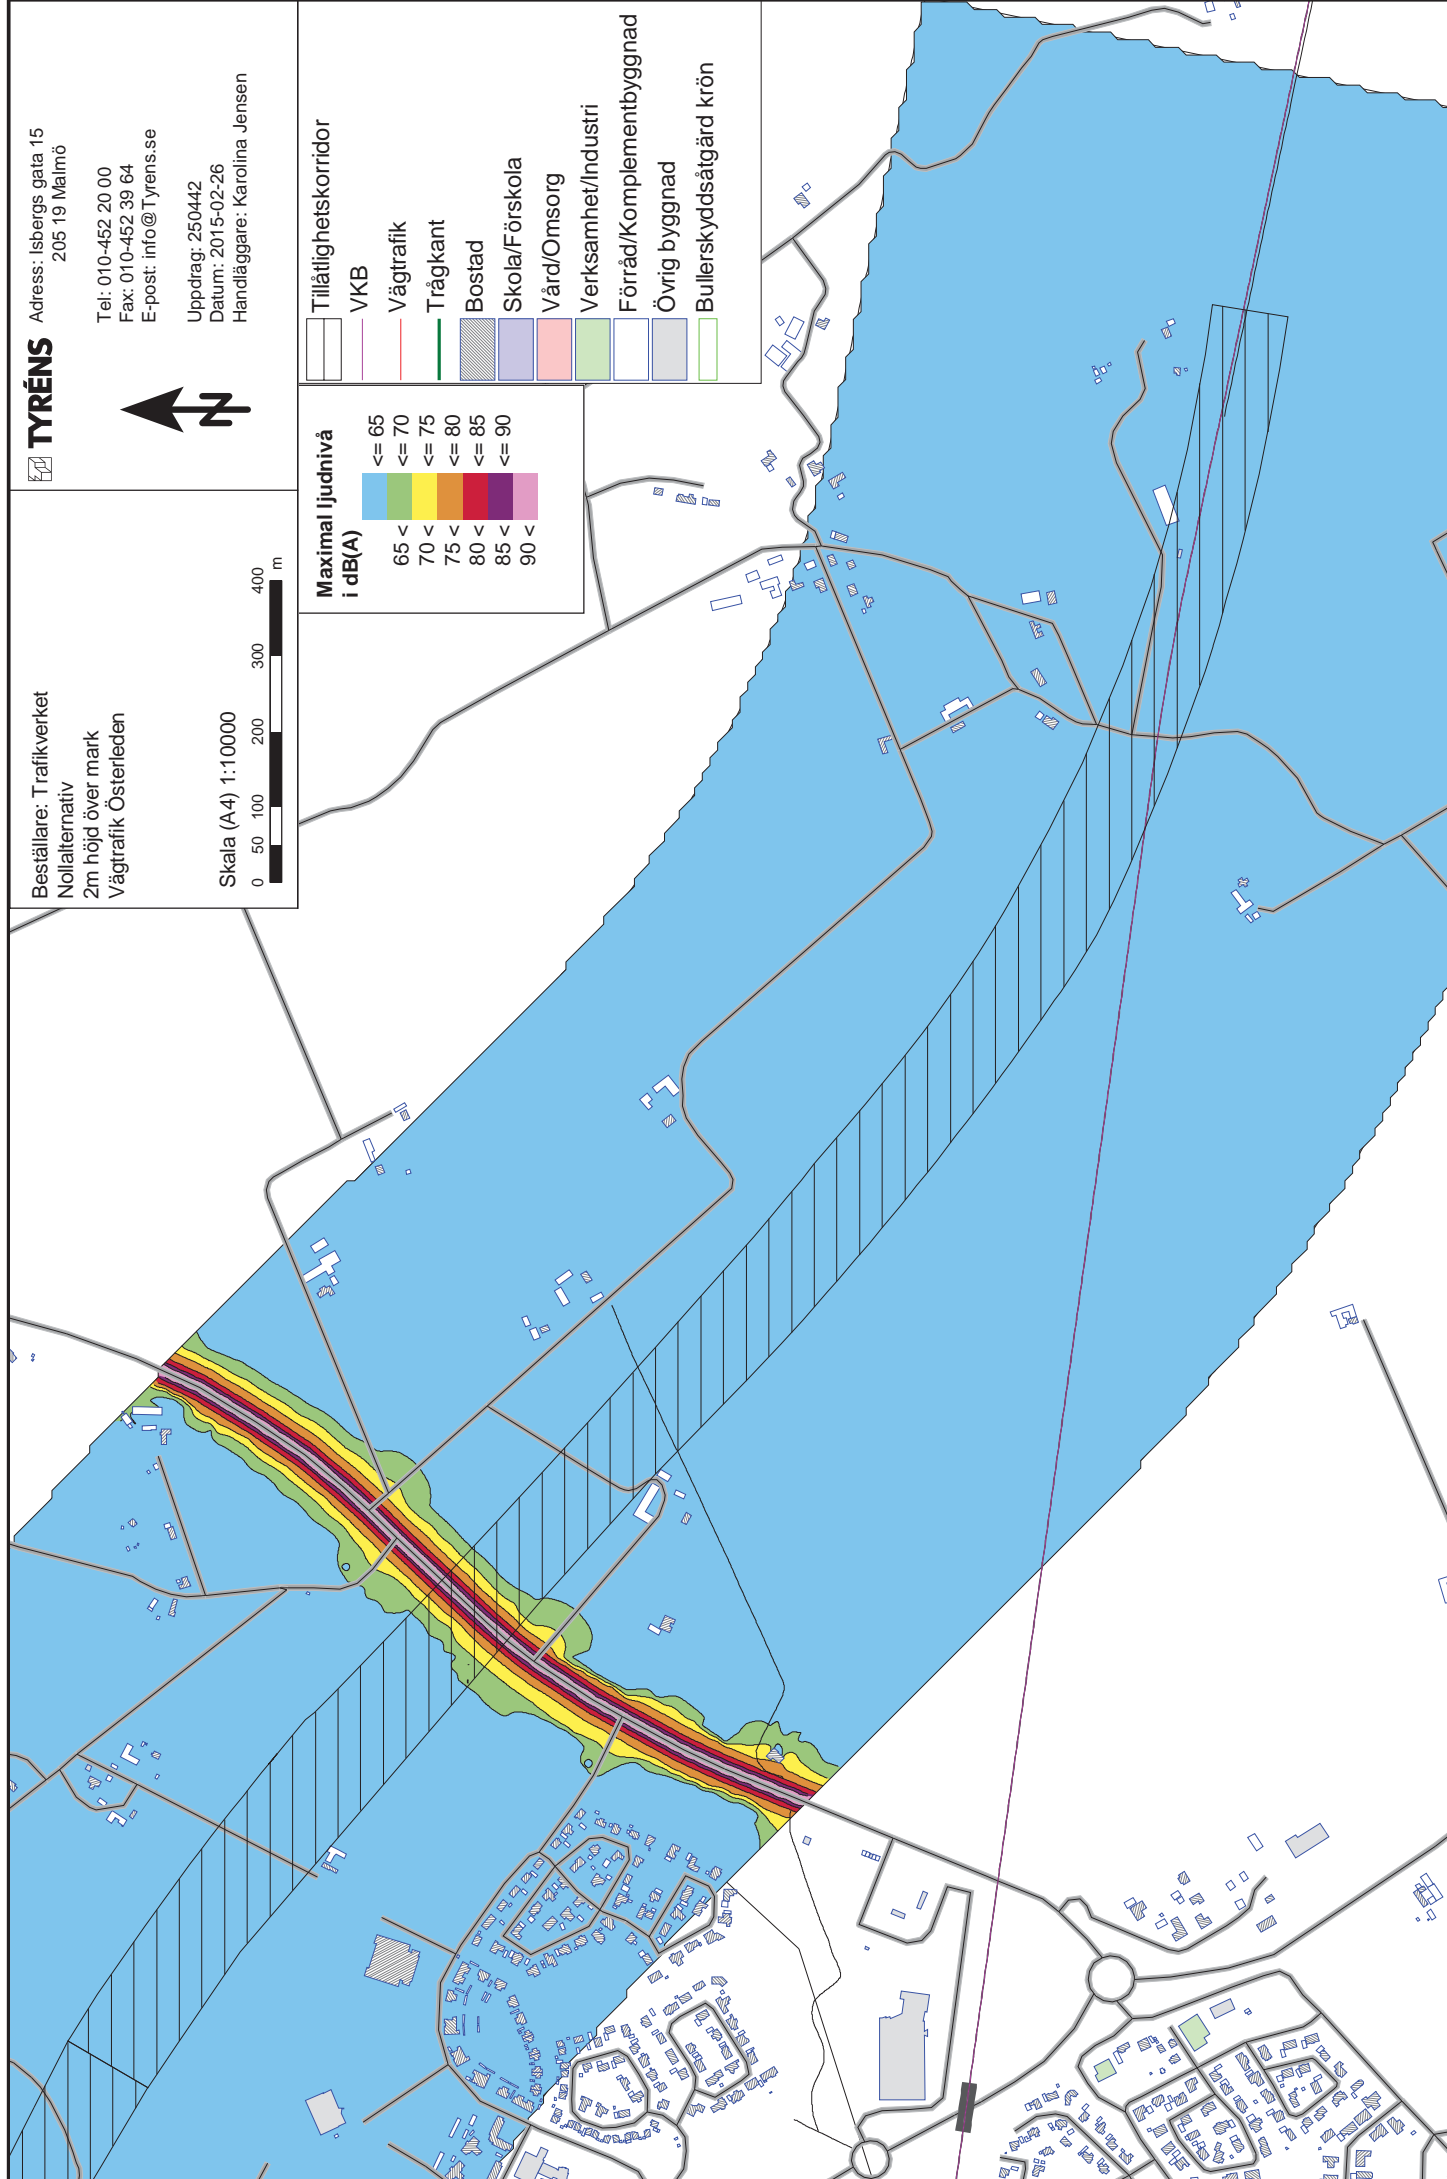 Beställare: Trafikverket
Nollalternativ
2m höjd över mark
Vägtrafik Österleden
Skala (A4) 1:10000
0 50 100 200 300 400
m
TYRÉNS
Adress: Isbergs gata 15
205 19 Malmö
Tel: 010-452 20 00
Fax: 010-452 39 64
E-post: info@Tyrens.se
Uppdrag: 250442
Datum: 2015-02-26
Handläggare: Karolina Jensen
N
Maximal ljudnivå
i dB(A)
<= 65
65 < <= 70
70 < <= 75
75 < <= 80
80 < <= 85
85 < <= 90
90 <
Tillåtlighetskorridor
VKB
Vägtrafik
Trågkant
Bostad
Skola/Förskola
Vård/Omsorg
Verksamhet/Industri
Förråd/Komplementbyggnad
Övrig byggnad
Bullerskyddsåtgärd krön